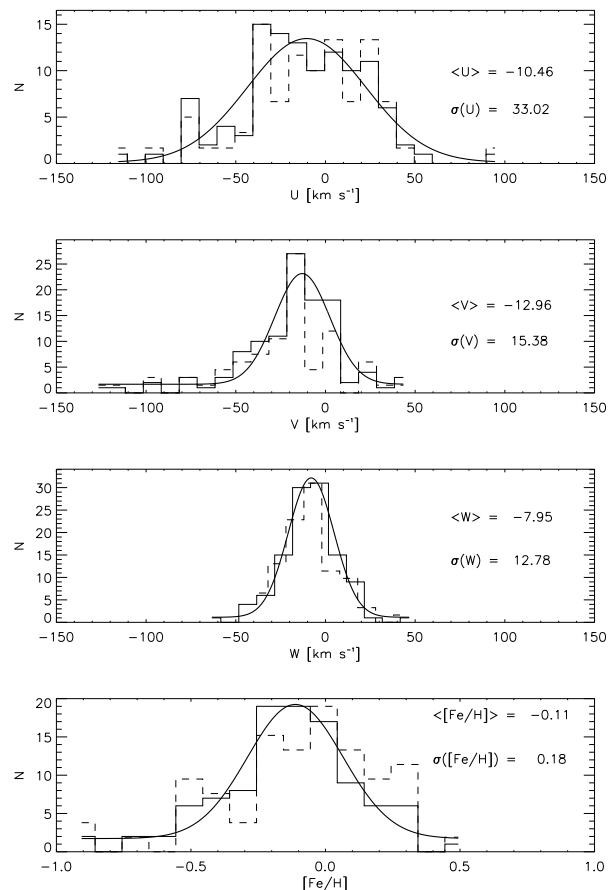 15
10
5
0
N
<U> = -10.46
σ(U) = 33.02
-150 -100 -50 0 50 100 150
U [km s⁻¹]
25
20
15
10
5
0
N
<V> = -12.96
σ(V) = 15.38
-150 -100 -50 0 50 100 150
V [km s⁻¹]
30
25
20
15
10
5
0
N
<W> = -7.95
σ(W) = 12.78
-150 -100 -50 0 50 100 150
W [km s⁻¹]
20
15
10
5
0
N
<[Fe/H]> = -0.11
σ([Fe/H]) = 0.18
-1.0 -0.5 0.0 0.5 1.0
[Fe/H]